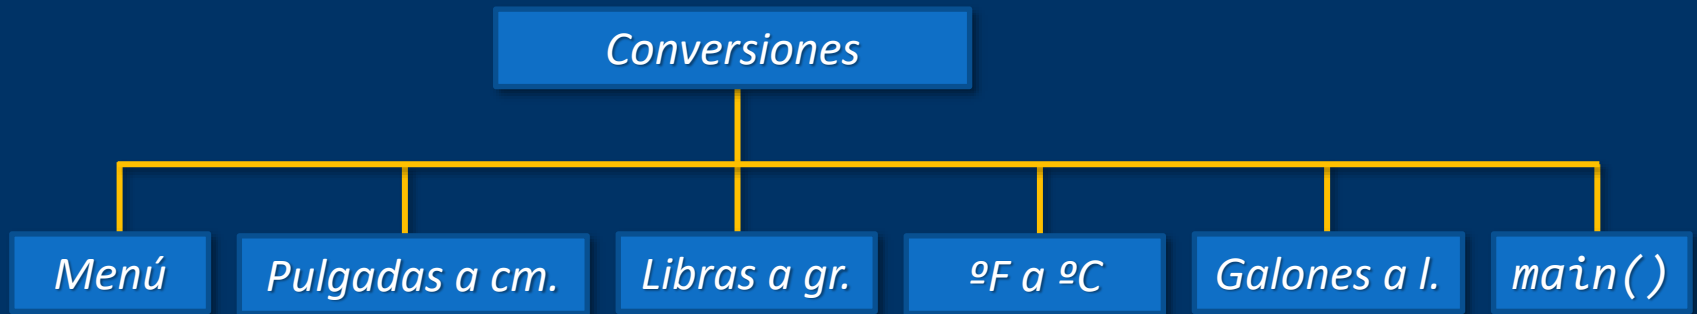 Conversiones
Menú
Pulgadas a cm.
Libras a gr.
ºF a ºC
Galones a l.
main()